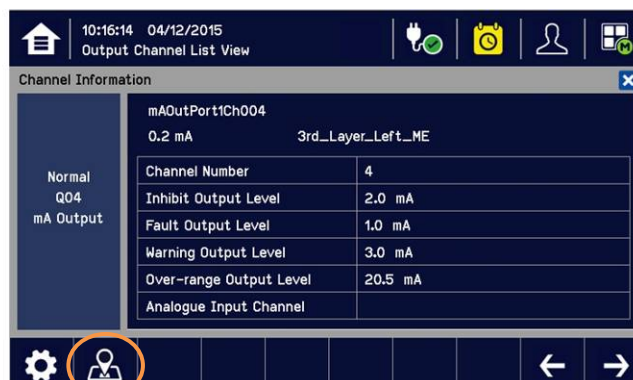 10:16:14 04/12/2015
Output Channel List View
M
Channel Information
mAOutPort1Ch004
0.2 mA 3rd_Layer_Left_ME
Normal
Q04
mA Output
Channel Number 4
Inhibit Output Level 2.0 mA
Fault Output Level 1.0 mA
Warning Output Level 3.0 mA
Over-range Output Level 20.5 mA
Analogue Input Channel